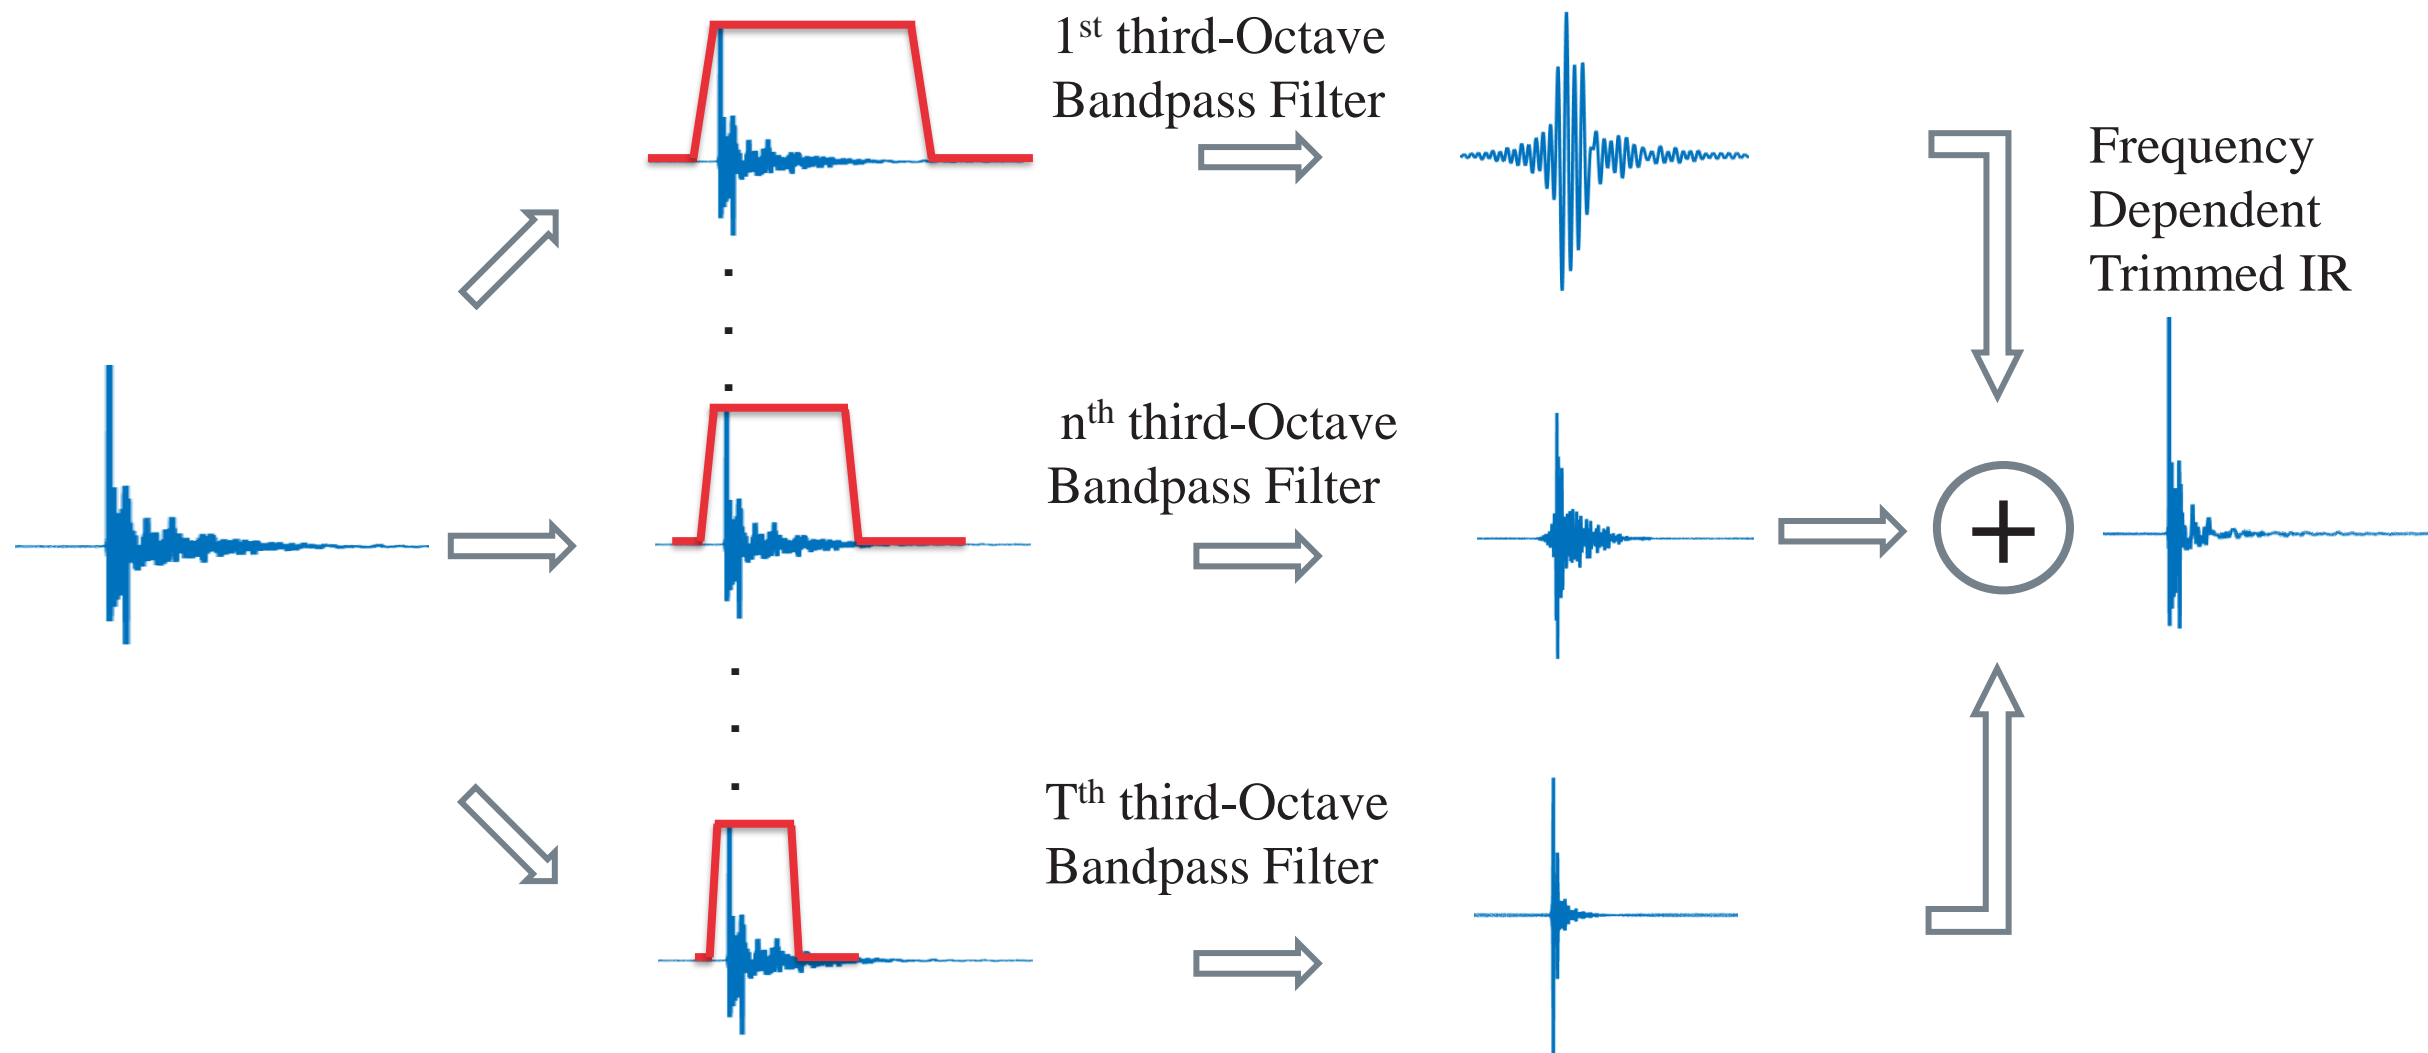 1st third-Octave
Bandpass Filter
Frequency
Dependent
Trimmed IR
nth third-Octave
Bandpass Filter
+
Tth third-Octave
Bandpass Filter